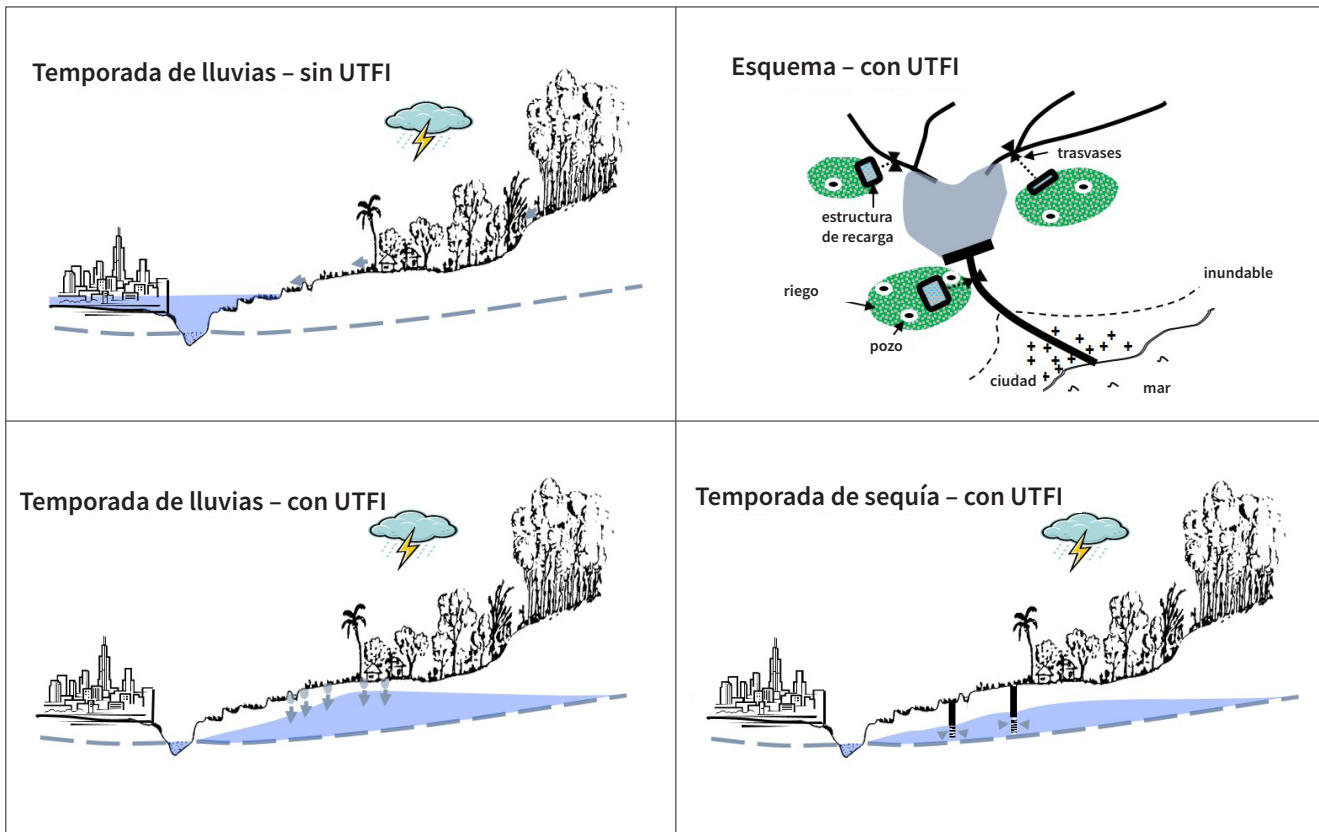 Temporada de lluvias – sin UTFI
Esquema – con UTFI
trasvases
estructura
de recarga
inundable
riego
pozo
ciudad
mar
Temporada de lluvias – con UTFI
Temporada de sequía – con UTFI